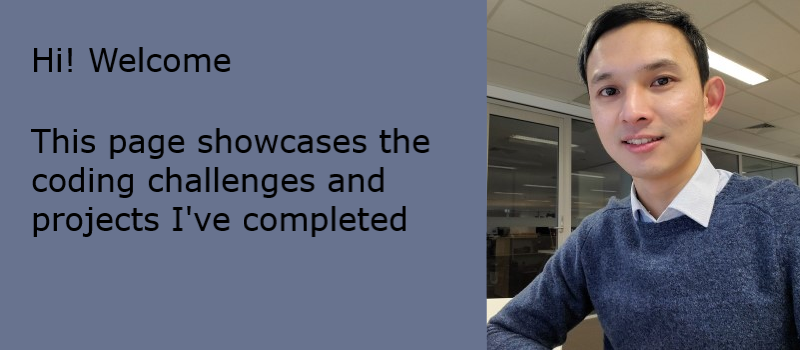 Hi! Welcome
This page showcases the
coding challenges and
projects I've completed